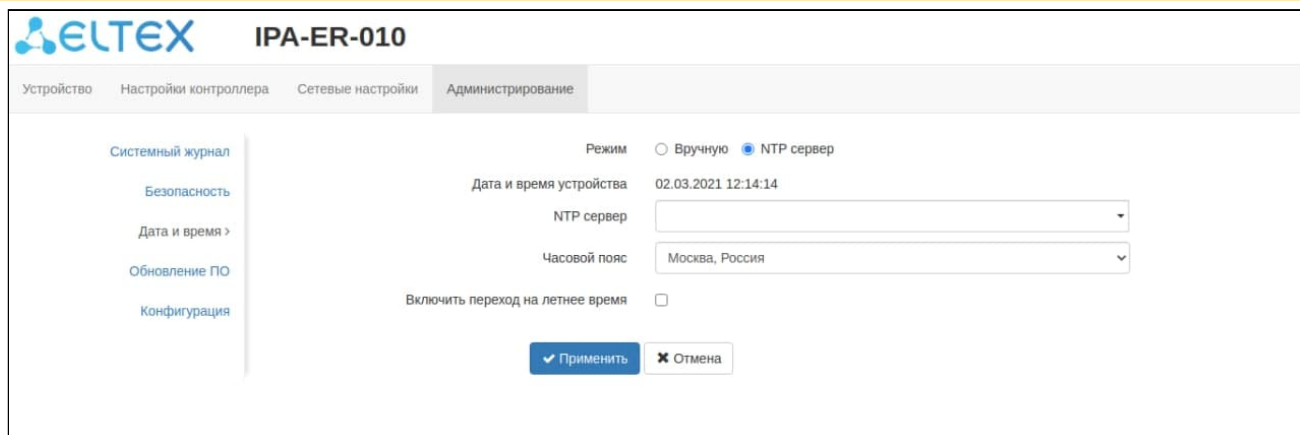 ELTEX IPA-ER-010
Устройство Настройки контроллера Сетевые настройки Администрирование
Системный журнал
Безопасность
Дата и время >
Обновление ПО
Конфигурация
Режим Вручную NTP сервер
Дата и время устройства 02.03.2021 12:14:14
NTP сервер
Часовой пояс Москва, Россия
Включить переход на летнее время
Применить Отмена